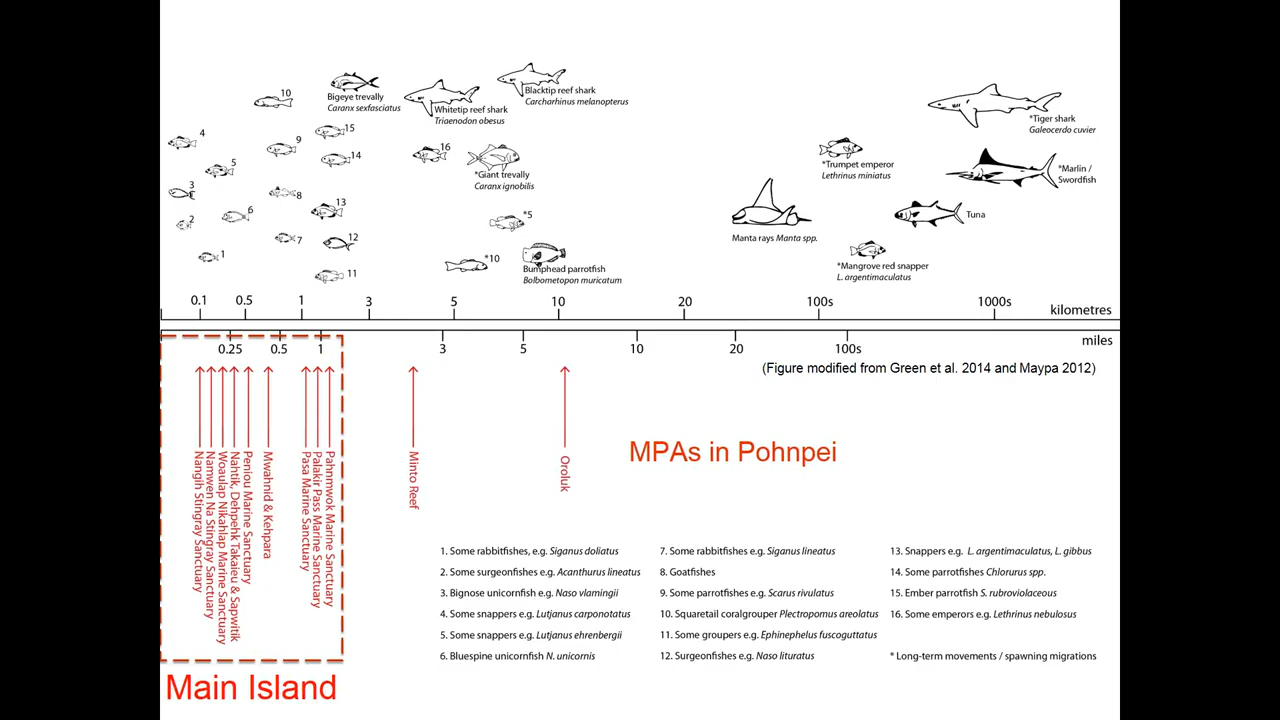 10
Bigeye trevally
Caranx sexfasciatus
Whitetip reef shark
Triaenodon obesus
Blacktip reef shark
Carcharhinus melanopterus
*Tiger shark
Galeocerdo cuvier
4
9
15
5
14
16
*Giant trevally
Caranx ignobilis
*Trumpet emperor
Lethrinus miniatus
*Marlin /
Swordfish
3
8
2
6
13
*5
Manta rays Manta spp.
Tuna
7
12
1
11
*10
Bumphead parrotfish
Bolbometopon muricatum
*Mangrove red snapper
L. argentimaculatus
0.1 0.5 1 3 5 10 20 100s 1000s
kilometres
0.25 0.5 1 3 5 10 20 100s
miles
(Figure modified from Green et al. 2014 and Maypa 2012)
Nangih Stingray Sanctuary
Namwen Na Stingray Sanctuary
Woaulap Nikahlap Marine Sanctuary
Nahtik, Dehpehk Takaieu & Sapwitik
Peniou Marine Sanctuary
Mwahnid & Kehpara
Pasa Marine Sanctuary
Palakir Pass Marine Sanctuary
Pahnmwok Marine Sanctuary
Minto Reef
Oroluk
MPAs in Pohnpei
1. Some rabbitfishes, e.g. Siganus doliatus
2. Some surgeonfishes e.g. Acanthurus lineatus
3. Bignose unicornfish e.g. Naso vlamingii
4. Some snappers e.g. Lutjanus carponotatus
5. Some snappers e.g. Lutjanus ehrenbergii
6. Bluespine unicornfish N. unicornis
7. Some rabbitfishes e.g. Siganus lineatus
8. Goatfishes
9. Some parrotfishes e.g. Scarus rivulatus
10. Squaretail coralgrouper Plectropomus areolatus
11. Some groupers e.g. Ephinephelus fuscoguttatus
12. Surgeonfishes e.g. Naso lituratus
13. Snappers e.g. L. argentimaculatus, L. gibbus
14. Some parrotfishes Chlorurus spp.
15. Ember parrotfish S. rubroviolaceous
16. Some emperors e.g. Lethrinus nebulosus
* Long-term movements / spawning migrations
Main Island